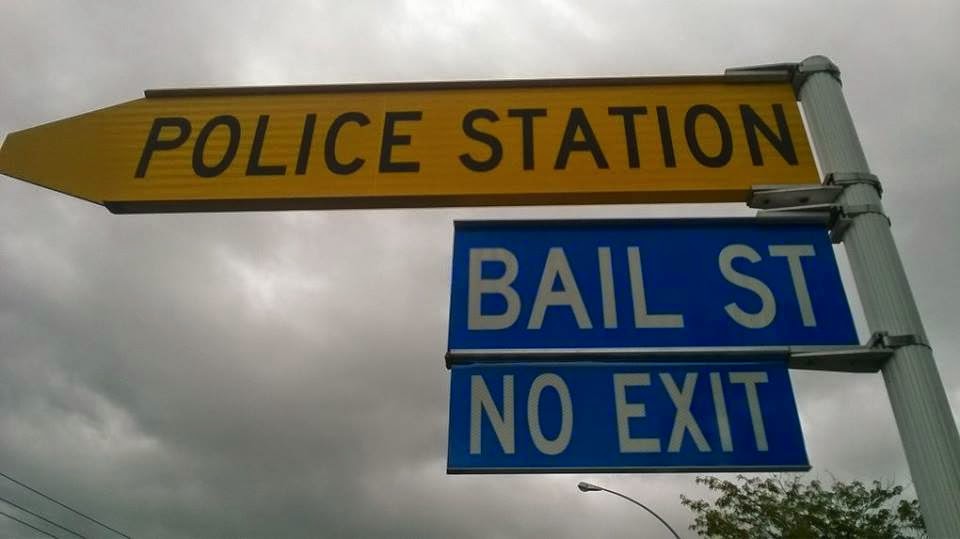 POLICE STATION
BAIL ST
NO EXIT